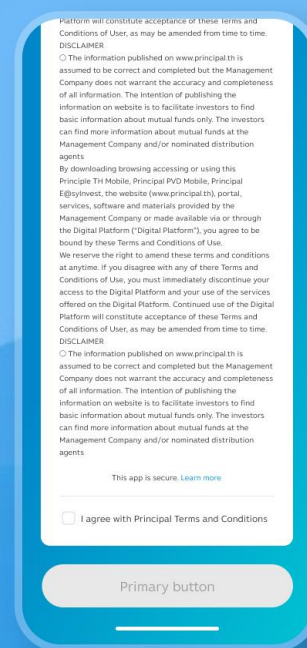 Platform will constitute acceptance of these Terms and
Conditions of User, as may be amended from time to time.
DISCLAIMER
○ The information published on www.principal.th is
assumed to be correct and completed but the Management
Company does not warrant the accuracy and completeness
of all information. The Intention of publishing the
information on website is to facilitate investors to find
basic information about mutual funds only. The investors
can find more information about mutual funds at the
Management Company and/or nominated distribution
agents
By downloading browsing accessing or using this
Principle TH Mobile, Principal PVD Mobile, Principal
E@syInvest, the website (www.principal.th), portal,
services, software and materials provided by the
Management Company or made available via or through
the Digital Platform ("Digital Platform"), you agree to be
bound by these Terms and Conditions of Use.
We reserve the right to amend these terms and conditions
at anytime. If you disagree with any of there Terms and
Conditions of Use, you must immediately discontinue your
access to the Digital Platform and your use of the services
offered on the Digital Platform. Continued use of the Digital
Platform will constitute acceptance of these Terms and
Conditions of User, as may be amended from time to time.
DISCLAIMER
○ The information published on www.principal.th is
assumed to be correct and completed but the Management
Company does not warrant the accuracy and completeness
of all information. The Intention of publishing the
information on website is to facilitate investors to find
basic information about mutual funds only. The investors
can find more information about mutual funds at the
Management Company and/or nominated distribution
agents
This app is secure. Learn more
I agree with Principal Terms and Conditions
Primary button